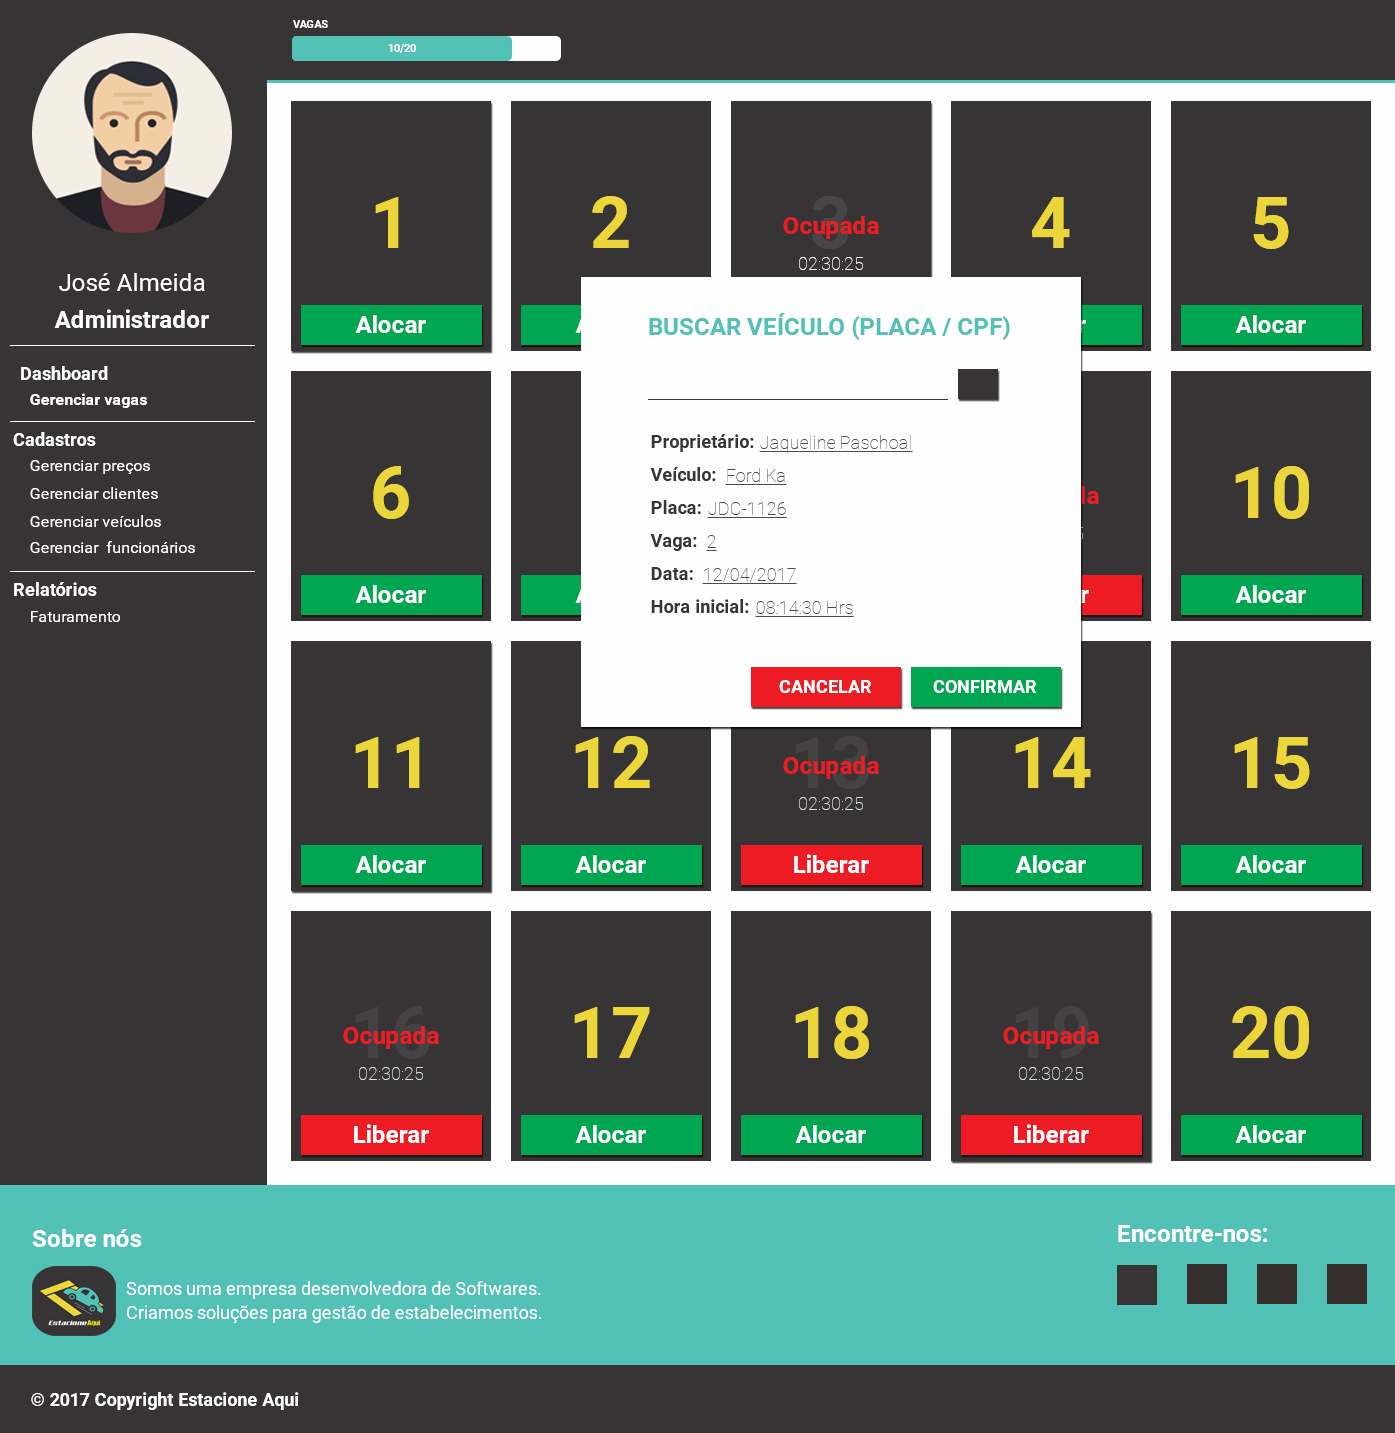 VAGAS
10/20
José Almeida
Administrador
Dashboard
Gerenciar vagas
Cadastros
Gerenciar preços
Gerenciar clientes
Gerenciar veículos
Gerenciar funcionários
Relatórios
Faturamento
1
2
3
4
5
Ocupada
02:30:25
Alocar
Alocar
BUSCAR VEÍCULO (PLACA / CPF)
Proprietário: Jaqueline Paschoal
Veículo: Ford Ka
Placa: JDC-1126
Vaga: 2
Data: 12/04/2017
Hora inicial: 08:14:30 Hrs
CANCELAR
CONFIRMAR
6
10
Alocar
Alocar
11
12
13
14
15
Ocupada
02:30:25
Alocar
Alocar
Liberar
Alocar
Alocar
16
17
18
19
20
Ocupada
Ocupada
02:30:25
02:30:25
Liberar
Alocar
Alocar
Liberar
Alocar
Sobre nós
EstacioneAqui
Somos uma empresa desenvolvedora de Softwares.
Criamos soluções para gestão de estabelecimentos.
Encontre-nos:
© 2017 Copyright Estacione Aqui